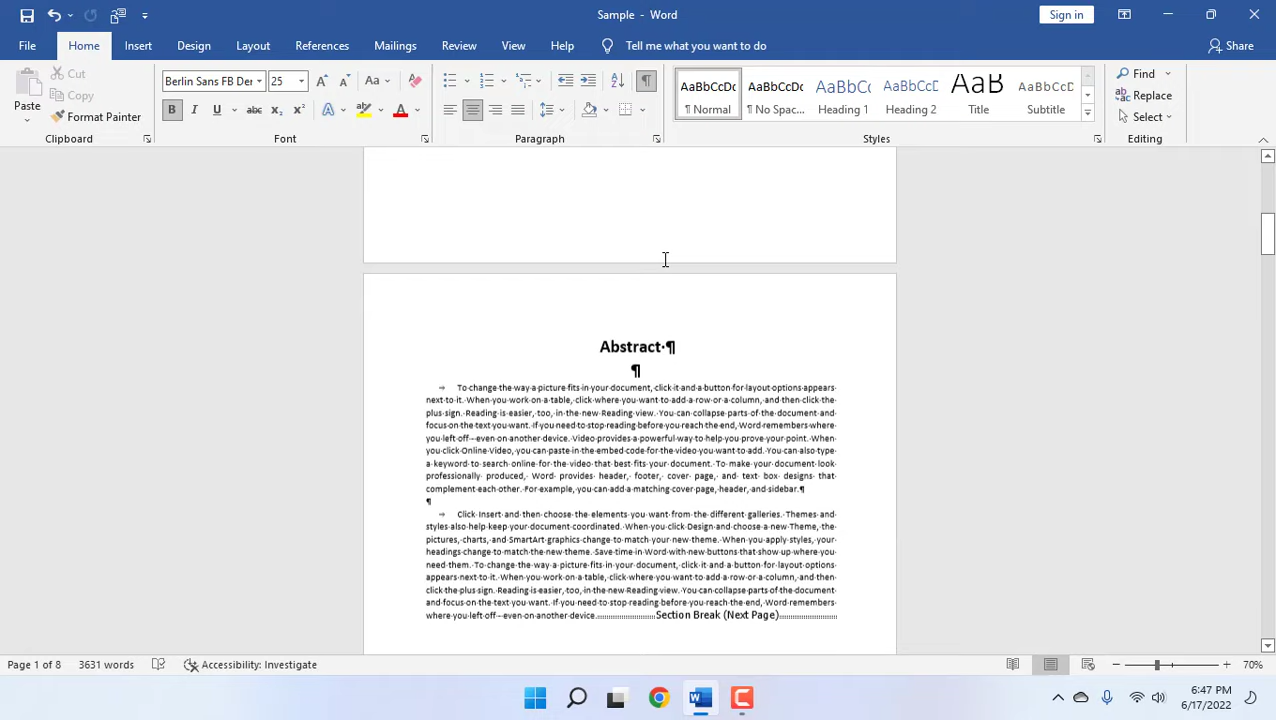 Sample - Word
Sign in
File Home Insert Design Layout References Mailings Review View Help Tell me what you want to do Share
Paste
Cut
Copy
Format Painter
Clipboard
Berlin Sans FB Der 25
Font
Paragraph
AaBbCcDc AaBbCcDc AaBbCc AaBbCcD AaB AaBbCcD
¶ Normal ¶ No Spac... Heading 1 Heading 2 Title Subtitle
Styles
Find
Replace
Select
Editing
Abstract·¶
¶
To change the way a picture fits in your document, click it and a button for layout options appears
next to it. When you work on a table, click where you want to add a row or a column, and then click the
plus sign. Reading is easier, too, in the new Reading view. You can collapse parts of the document and
focus on the text you want. If you need to stop reading before you reach the end, Word remembers where
you left off -- even on another device. Video provides a powerful way to help you prove your point. When
you click Online Video, you can paste in the embed code for the video you want to add. You can also type
a keyword to search online for the video that best fits your document. To make your document look
professionally produced, Word provides header, footer, cover page, and text box designs that
complement each other. For example, you can add a matching cover page, header, and sidebar.¶
¶
Click Insert and then choose the elements you want from the different galleries. Themes and
styles also help keep your document coordinated. When you click Design and choose a new Theme, the
pictures, charts, and SmartArt graphics change to match your new theme. When you apply styles, your
headings change to match the new theme. Save time in Word with new buttons that show up where you
need them. To change the way a picture fits in your document, click it and a button for layout options
appears next to it. When you work on a table, click where you want to add a row or a column, and then
click the plus sign. Reading is easier, too, in the new Reading view. You can collapse parts of the document
and focus on the text you want. If you need to stop reading before you reach the end, Word remembers
where you left off -- even on another device. Section Break (Next Page)
Page 1 of 8 3631 words Accessibility: Investigate 70%
6:47 PM
6/17/2022